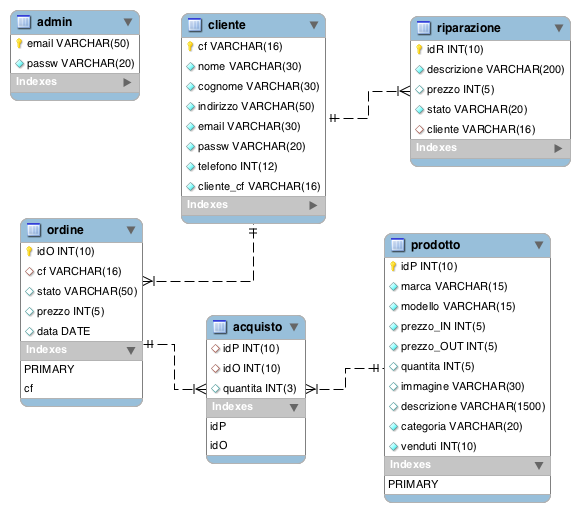 admin
email VARCHAR(50)
passw VARCHAR(20)
Indexes
cliente
cf VARCHAR(16)
nome VARCHAR(30)
cognome VARCHAR(30)
indirizzo VARCHAR(50)
email VARCHAR(30)
passw VARCHAR(20)
telefono INT(12)
cliente_cf VARCHAR(16)
Indexes
riparazione
idR INT(10)
descrizione VARCHAR(200)
prezzo INT(5)
stato VARCHAR(20)
cliente VARCHAR(16)
Indexes
ordine
idO INT(10)
cf VARCHAR(16)
stato VARCHAR(50)
prezzo INT(5)
data DATE
Indexes
PRIMARY
cf
acquisto
idP INT(10)
idO INT(10)
quantita INT(3)
Indexes
idP
idO
prodotto
idP INT(10)
marca VARCHAR(15)
modello VARCHAR(15)
prezzo_IN INT(5)
prezzo_OUT INT(5)
quantita INT(5)
immagine VARCHAR(30)
descrizione VARCHAR(1500)
categoria VARCHAR(20)
venduti INT(10)
Indexes
PRIMARY